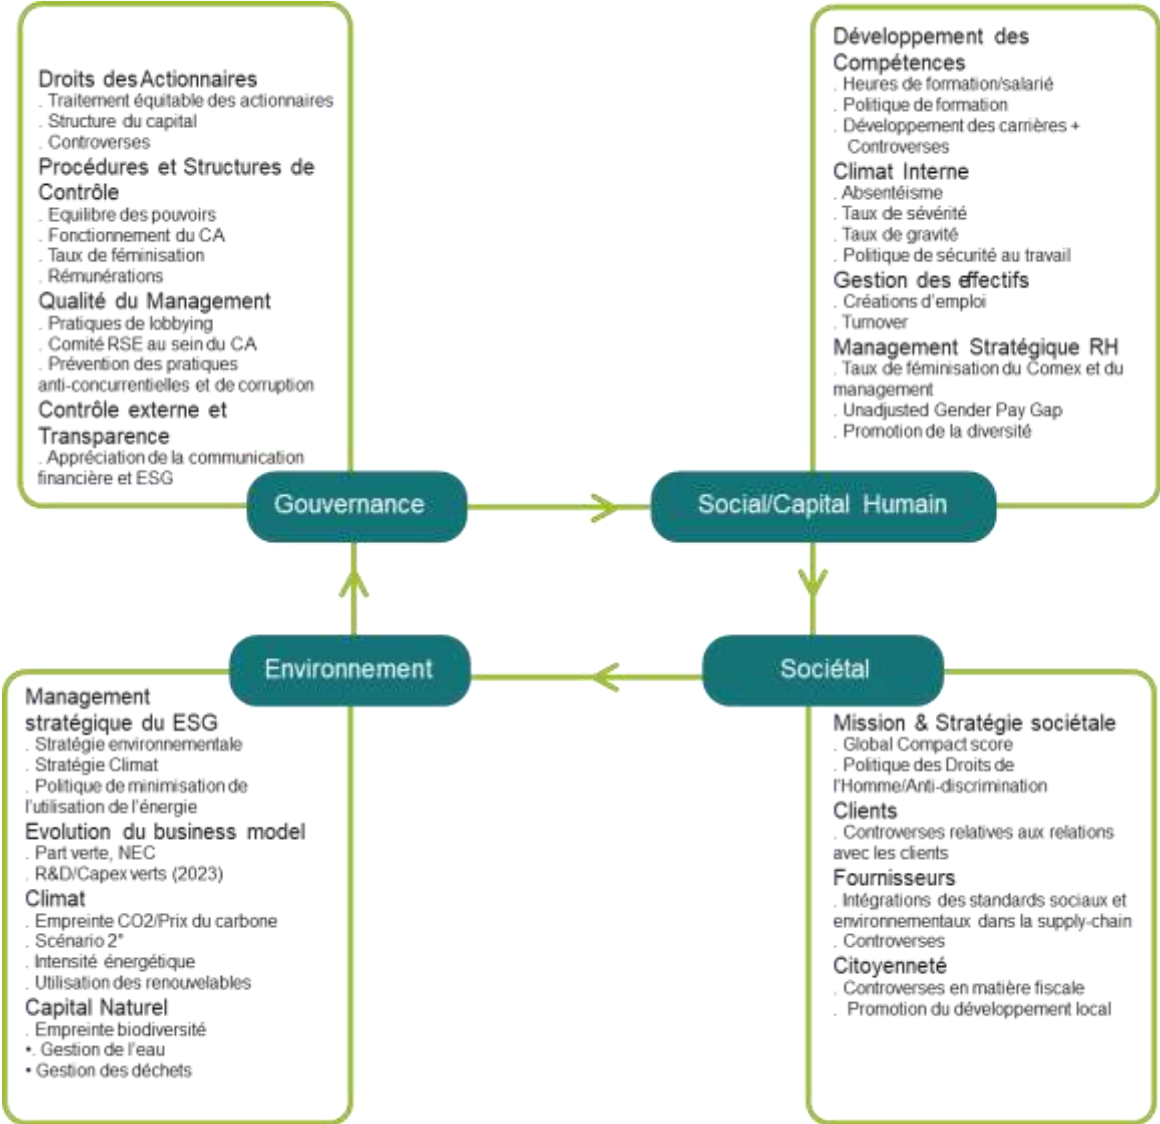 Droits des Actionnaires
. Traitement équitable des actionnaires
. Structure du capital
. Controverses
Procédures et Structures de
Contrôle
. Equilibre des pouvoirs
. Fonctionnement du CA
. Taux de féminisation
. Rémunérations
Qualité du Management
. Pratiques de lobbying
. Comité RSE au sein du CA
. Prévention des pratiques
anti-concurrentielles et de corruption
Contrôle externe et
Transparence
. Appréciation de la communication
financière et ESG
Gouvernance
Développement des
Compétences
. Heures de formation/salarié
. Politique de formation
. Développement des carrières +
Controverses
Climat Interne
. Absentéisme
. Taux de sévérité
. Taux de gravité
. Politique de sécurité au travail
Gestion des effectifs
. Créations d'emploi
. Turnover
Management Stratégique RH
. Taux de féminisation du Comex et du
management
. Unadjusted Gender Pay Gap
. Promotion de la diversité
Social/Capital Humain
Environnement
Management
stratégique du ESG
. Stratégie environnementale
. Stratégie Climat
. Politique de minimisation de
l'utilisation de l'énergie
Evolution du business model
. Part verte, NEC
. R&D/Capex verts (2023)
Climat
. Empreinte CO2/Prix du carbone
. Scénario 2°
. Intensité énergétique
. Utilisation des renouvelables
Capital Naturel
. Empreinte biodiversité
•. Gestion de l'eau
• Gestion des déchets
Sociétal
Mission & Stratégie sociétale
. Global Compact score
. Politique des Droits de
l'Homme/Anti-discrimination
Clients
. Controverses relatives aux relations
avec les clients
Fournisseurs
. Intégrations des standards sociaux et
environnementaux dans la supply-chain
. Controverses
Citoyenneté
. Controverses en matière fiscale
. Promotion du développement local